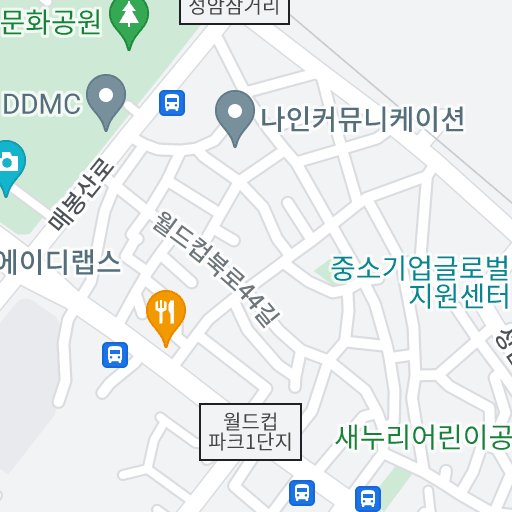 성암삼거리
문화공원
DDMC
나인커뮤니케이션
매봉산로
월드컵북로44길
에이디랩스
중소기업글로벌
지원센터
월드컵
파크1단지
새누리어린이공